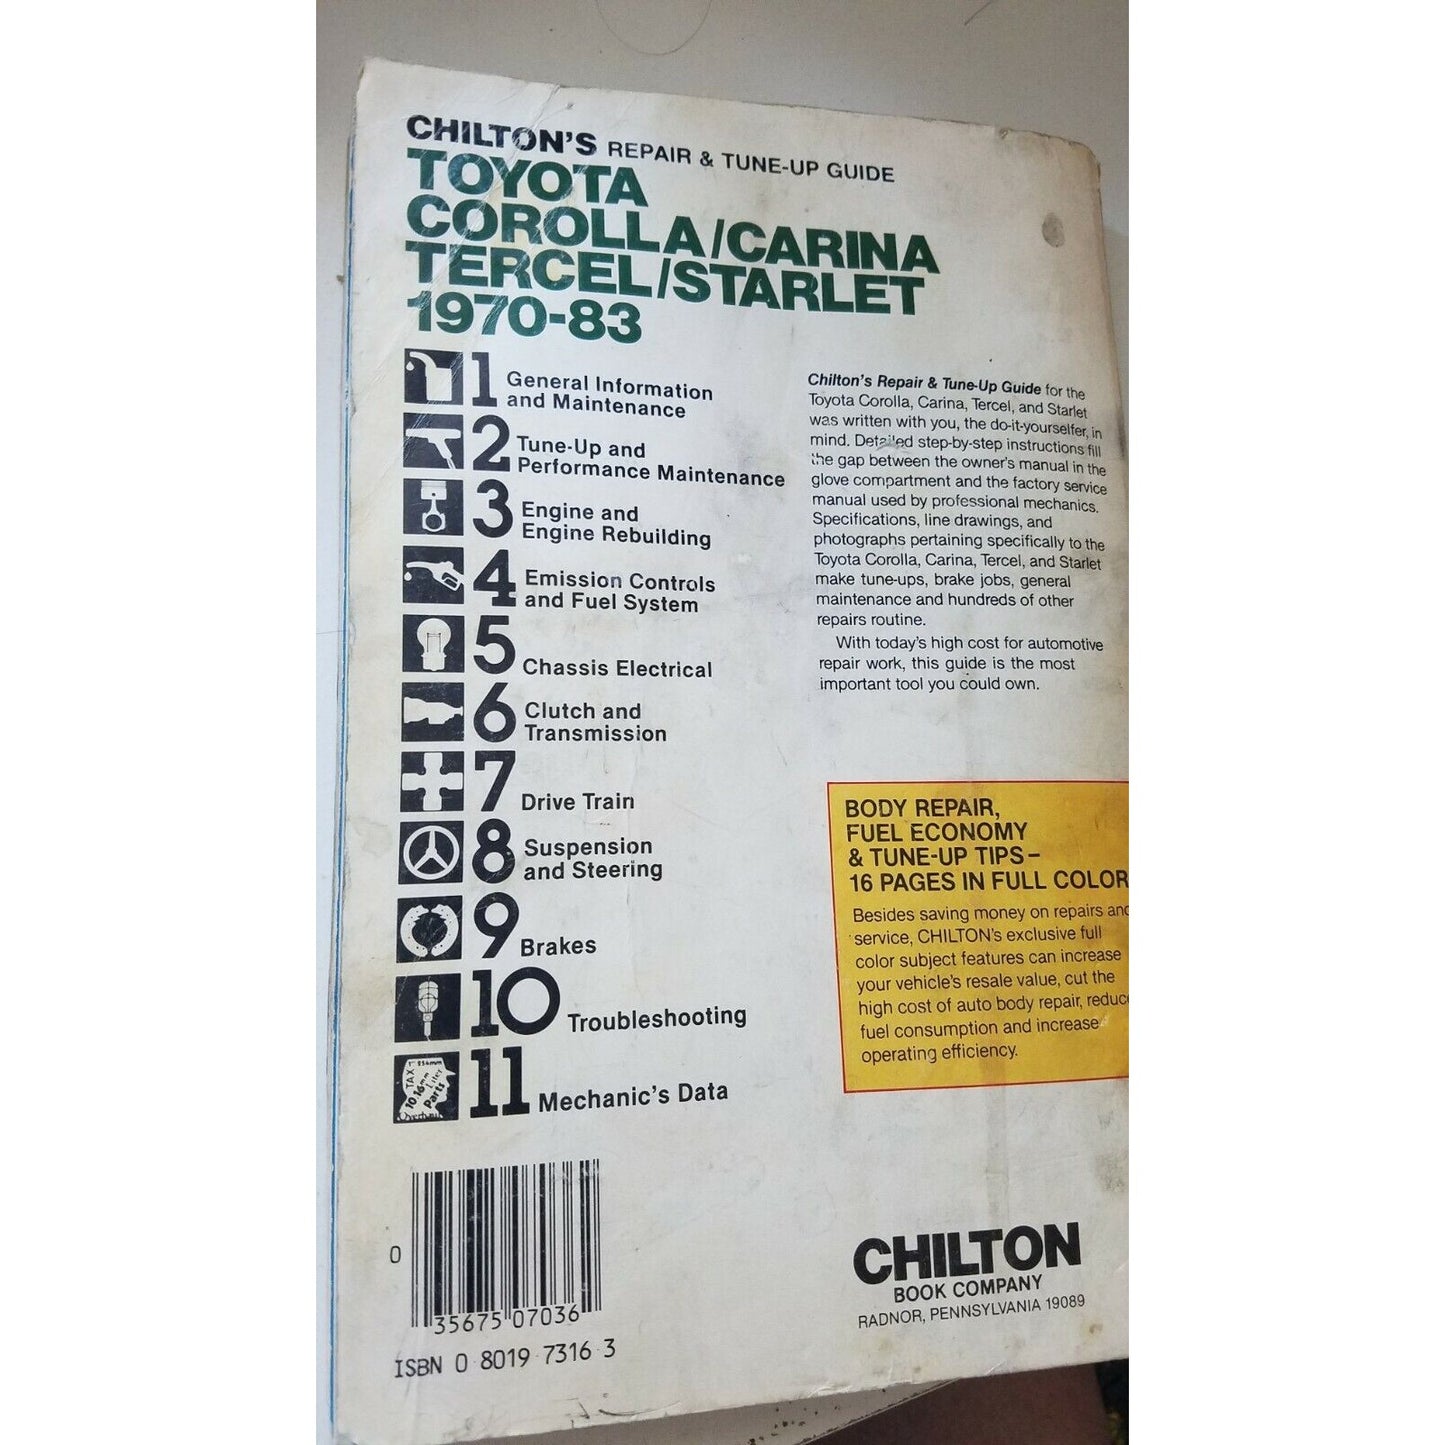 CHILTON'S REPAIR & TUNE-UP GUIDE
TOYOTA
COROLLA/CARINA
TERCEL/STARLET
1970-83
1 General Information
and Maintenance
2 Tune-Up and
Performance Maintenance
3 Engine and
Engine Rebuilding
4 Emission Controls
and Fuel System
5 Chassis Electrical
6 Clutch and
Transmission
7 Drive Train
8 Suspension
and Steering
9 Brakes
10 Troubleshooting
1" 254mm
TAX
10.16mm
Liter
Parts
Overhaul
11 Mechanic's Data
Chilton's Repair & Tune-Up Guide for the
Toyota Corolla, Carina, Tercel, and Starlet
was written with you, the do-it-yourselfer, in
mind. Detailed step-by-step instructions fill
the gap between the owner's manual in the
glove compartment and the factory service
manual used by professional mechanics.
Specifications, line drawings, and
photographs pertaining specifically to the
Toyota Corolla, Carina, Tercel, and Starlet
make tune-ups, brake jobs, general
maintenance and hundreds of other
repairs routine.
With today's high cost for automotive
repair work, this guide is the most
important tool you could own.
BODY REPAIR,
FUEL ECONOMY
& TUNE-UP TIPS–
16 PAGES IN FULL COLOR
Besides saving money on repairs and
service, CHILTON's exclusive full
color subject features can increase
your vehicle's resale value, cut the
high cost of auto body repair, reduce
fuel consumption and increase
operating efficiency.
0 35675 07036
ISBN 0 8019 7316 3
CHILTON
BOOK COMPANY
RADNOR, PENNSYLVANIA 19089